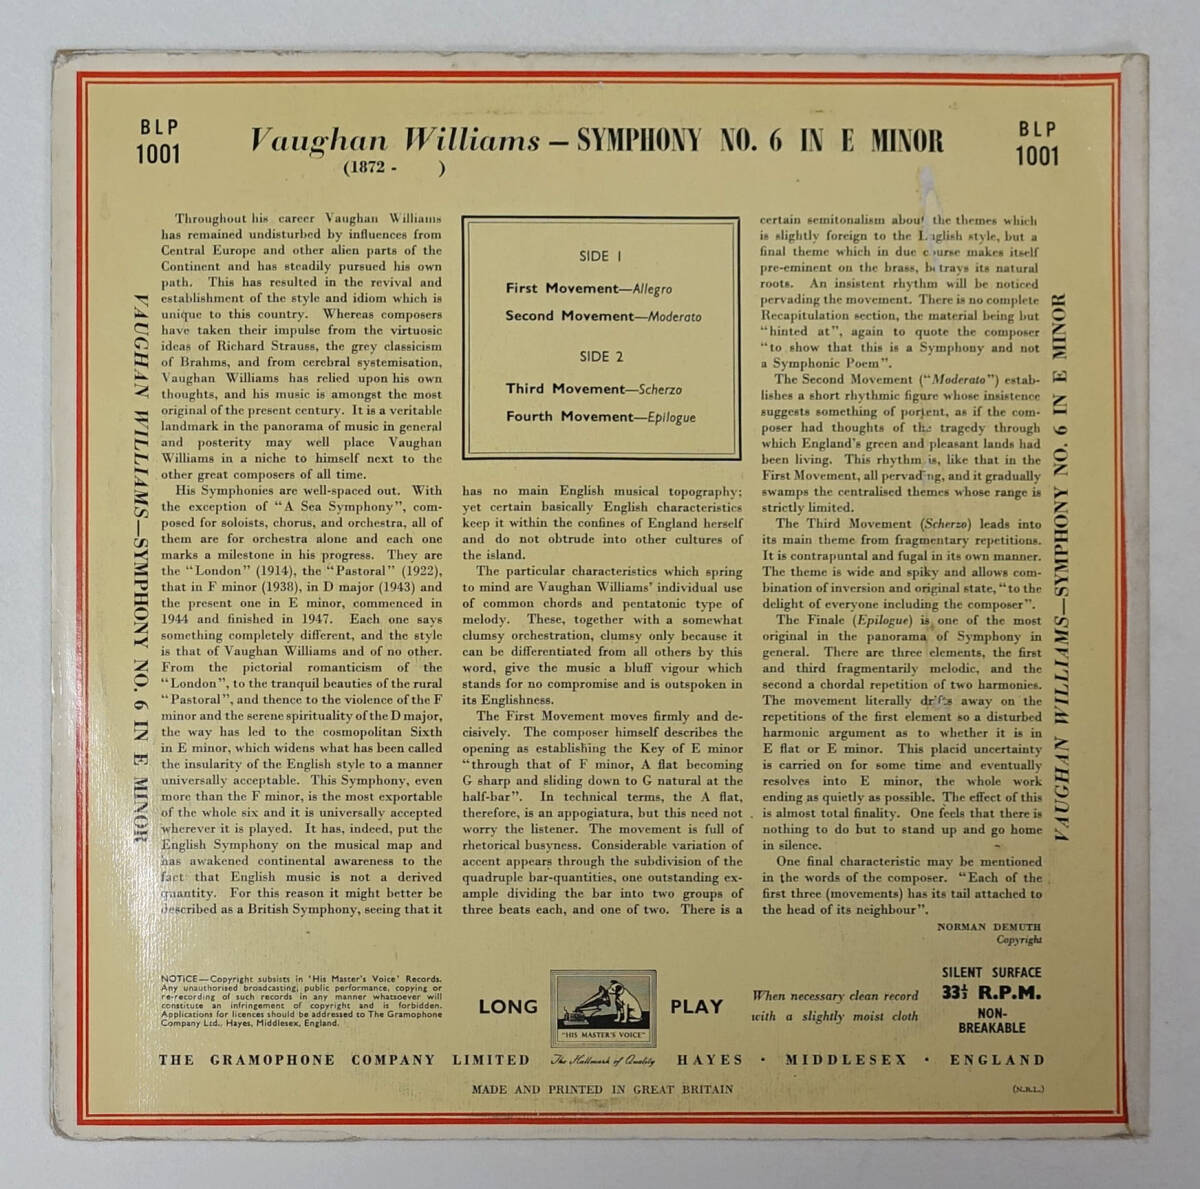 BLP
1001
Vaughan Williams – SYMPHONY NO. 6 IN E MINOR
(1872 - )
BLP
1001
VAUGHAN WILLIAMS—SYMPHONY NO. 6 IN E MINOR
Throughout his career Vaughan Williams
has remained undisturbed by influences from
Central Europe and other alien parts of the
Continent and has steadily pursued his own
path. This has resulted in the revival and
establishment of the style and idiom which is
unique to this country. Whereas composers
have taken their impulse from the virtuosic
ideas of Richard Strauss, the grey classicism
of Brahms, and from cerebral systemisation,
Vaughan Williams has relied upon his own
thoughts, and his music is amongst the most
original of the present century. It is a veritable
landmark in the panorama of music in general
and posterity may well place Vaughan
Williams in a niche to himself next to the
other great composers of all time.
His Symphonies are well-spaced out. With
the exception of “A Sea Symphony”, com-
posed for soloists, chorus, and orchestra, all of
them are for orchestra alone and each one
marks a milestone in his progress. They are
the “London” (1914), the “Pastoral” (1922),
that in F minor (1938), in D major (1943) and
the present one in E minor, commenced in
1944 and finished in 1947. Each one says
something completely different, and the style
is that of Vaughan Williams and of no other.
From the pictorial romanticism of the
“London”, to the tranquil beauties of the rural
“Pastoral”, and thence to the violence of the F
minor and the serene spirituality of the D major,
the way has led to the cosmopolitan Sixth
in E minor, which widens what has been called
the insularity of the English style to a manner
universally acceptable. This Symphony, even
more than the F minor, is the most exportable
of the whole six and it is universally accepted
wherever it is played. It has, indeed, put the
English Symphony on the musical map and
has awakened continental awareness to the
fact that English music is not a derived
quantity. For this reason it might better be
described as a British Symphony, seeing that it
SIDE 1
First Movement—Allegro
Second Movement—Moderato
SIDE 2
Third Movement—Scherzo
Fourth Movement—Epilogue
has no main English musical topography;
yet certain basically English characteristics
keep it within the confines of England herself
and do not obtrude into other cultures of
the island.
The particular characteristics which spring
to mind are Vaughan Williams’ individual use
of common chords and pentatonic type of
melody. These, together with a somewhat
clumsy orchestration, clumsy only because it
can be differentiated from all others by this
word, give the music a bluff vigour which
stands for no compromise and is outspoken in
its Englishness.
The First Movement moves firmly and de-
cisively. The composer himself describes the
opening as establishing the Key of E minor
“through that of F minor, A flat becoming
G sharp and sliding down to G natural at the
half-bar”. In technical terms, the A flat,
therefore, is an appogiatura, but this need not
worry the listener. The movement is full of
rhetorical busyness. Considerable variation of
accent appears through the subdivision of the
quadruple bar-quantities, one outstanding ex-
ample dividing the bar into two groups of
three beats each, and one of two. There is a
certain semitonalism about the themes which
is slightly foreign to the English style, but a
final theme which in due course makes itself
pre-eminent on the brass, betrays its natural
roots. An insistent rhythm will be noticed
pervading the movement. There is no complete
Recapitulation section, the material being but
“hinted at”, again to quote the composer
“to show that this is a Symphony and not
a Symphonic Poem”.
The Second Movement (“Moderato”) estab-
lishes a short rhythmic figure whose insistence
suggests something of portent, as if the com-
poser had thoughts of the tragedy through
which England’s green and pleasant lands had
been living. This rhythm is, like that in the
First Movement, all pervading, and it gradually
swamps the centralised themes whose range is
strictly limited.
The Third Movement (Scherzo) leads into
its main theme from fragmentary repetitions.
It is contrapuntal and fugal in its own manner.
The theme is wide and spiky and allows com-
bination of inversion and original state, “to the
delight of everyone including the composer”.
The Finale (Epilogue) is one of the most
original in the panorama of Symphony in
general. There are three elements, the first
and third fragmentarily melodic, and the
second a chordal repetition of two harmonies.
The movement literally drifts away on the
repetitions of the first element so a disturbed
harmonic argument as to whether it is in
E flat or E minor. This placid uncertainty
is carried on for some time and eventually
resolves into E minor, the whole work
ending as quietly as possible. The effect of this
is almost total finality. One feels that there is
nothing to do but to stand up and go home
in silence.
One final characteristic may be mentioned
in the words of the composer. “Each of the
first three (movements) has its tail attached to
the head of its neighbour”.
NORMAN DEMUTH
Copyright
VAUGHAN WILLIAMS—SYMPHONY NO. 6 IN E MINOR
NOTICE—Copyright subsists in 'His Master's Voice' Records.
Any unauthorised broadcasting, public performance, copying or
re-recording of such records in any manner whatsoever will
constitute an infringement of copyright and is forbidden.
Applications for licences should be addressed to The Gramophone
Company Ltd., Hayes, Middlesex, England.
LONG PLAY
"HIS MASTER'S VOICE"
When necessary clean record
with a slightly moist cloth
SILENT SURFACE
33⅓ R.P.M.
NON-
BREAKABLE
THE GRAMOPHONE COMPANY LIMITED The Hallmark of Quality HAYES · MIDDLESEX · ENGLAND
MADE AND PRINTED IN GREAT BRITAIN
(N.R.L.)